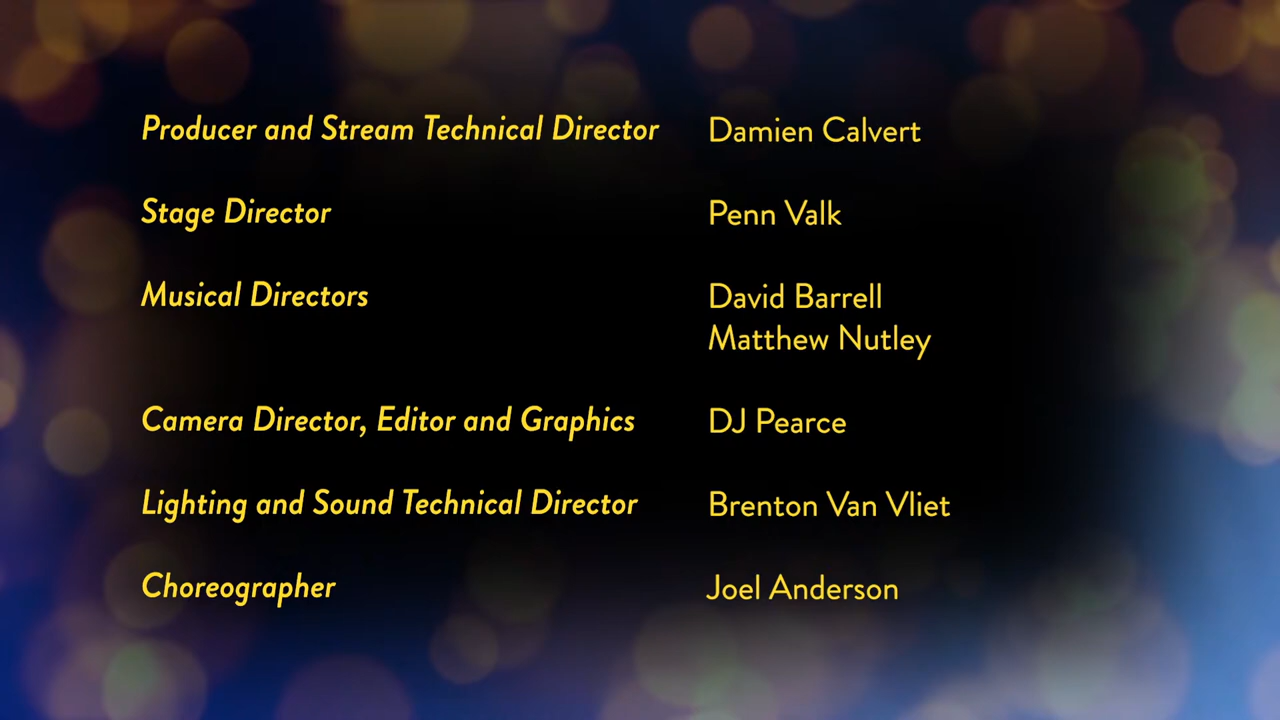 Producer and Stream Technical Director Damien Calvert
Stage Director Penn Valk
Musical Directors David Barrell
Matthew Nutley
Camera Director, Editor and Graphics DJ Pearce
Lighting and Sound Technical Director Brenton Van Vliet
Choreographer Joel Anderson